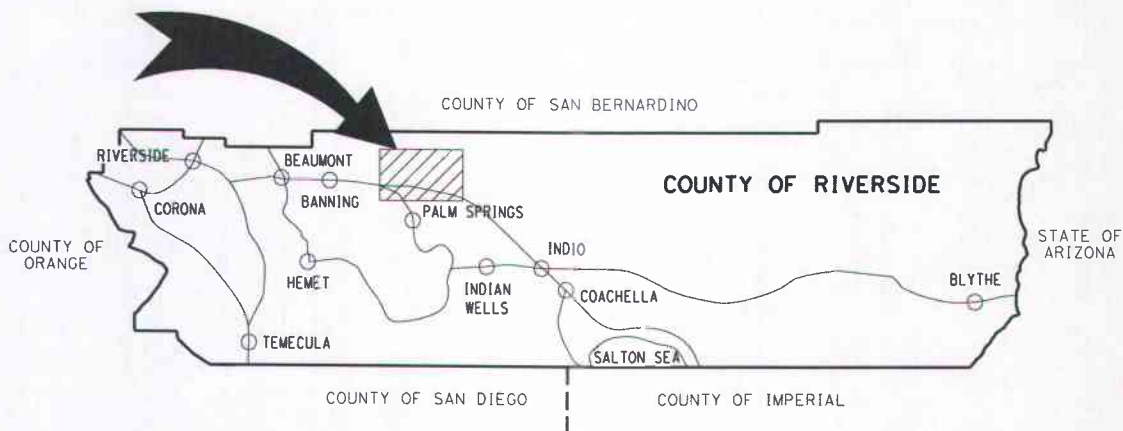 COUNTY OF SAN BERNARDINO
RIVERSIDE
BEAUMONT
BANNING
CORONA
COUNTY OF RIVERSIDE
PALM SPRINGS
COUNTY OF
ORANGE
HEMET
INDIO
INDIAN
WELLS
COACHELLA
BLYTHE
STATE OF
ARIZONA
TEMECULA
SALTON SEA
COUNTY OF SAN DIEGO
COUNTY OF IMPERIAL